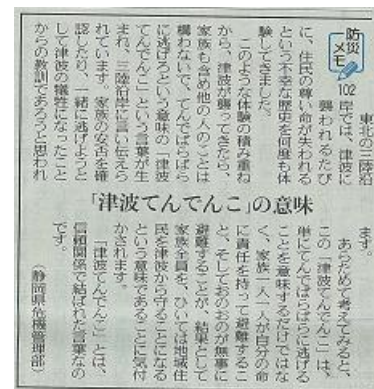 防災メモ
102
東北の三陸沿
岸では、津波に
襲われるたび
に、住民の尊い命が失われる
という不幸な歴史を何度も体
験してきました。
このような体験の積み重ね
から、津波が襲ってきたら、
家族も含め他の人のことは
構わないで、てんでばらばら
に逃げろという意味の「津波
てんでんこ」という言葉が生
まれ、三陸沿岸に言い伝えら
れています。家族の安否を確
認したり、一緒に逃げようと
して津波の犠牲になったこと
からの教訓であろうと思われ
「津波てんでんこ」の意味
ます。
あらためて考えてみると、
この「津波てんでんこ」は、
単にてんでばらばらに逃げる
ことを意味するだけではな
く、家族一人一人が自分の命
に責任を持って避難するこ
と、そしておのおのが無事に
避難することが、結果として
家族全員を、ひいては地域住
民を津波から守ることになる
という意味であることに気付
かされます。
「津波てんでんこ」とは、
信頼関係で結ばれた言葉なの
です。
（静岡県危機管理部）